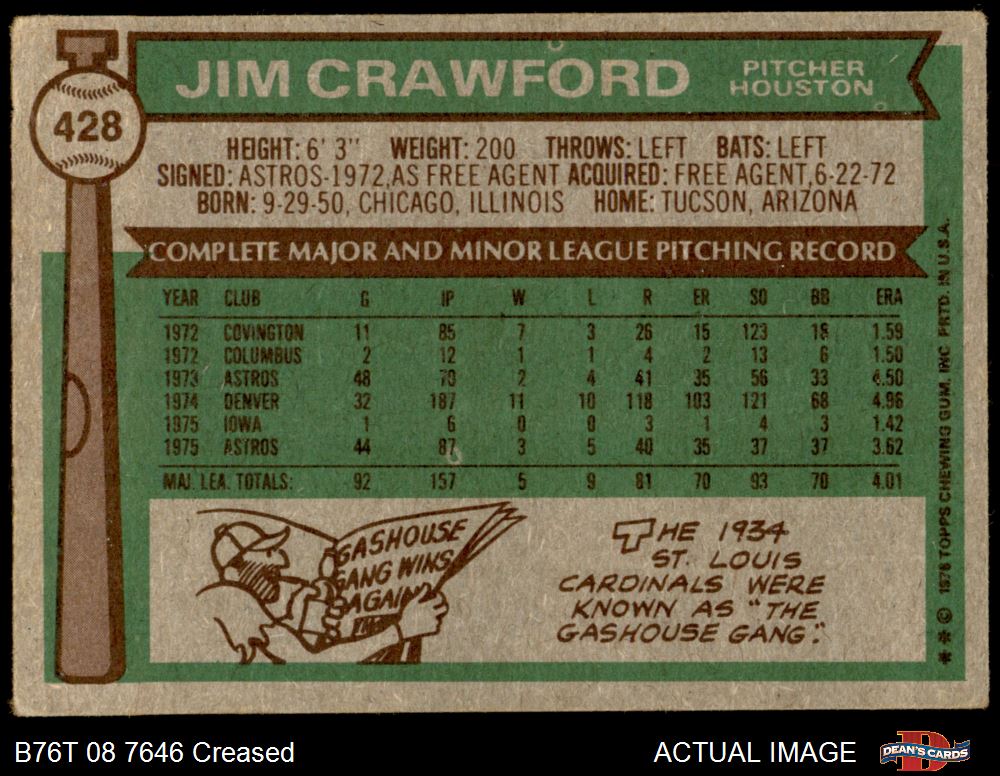 428
JIM CRAWFORD
PITCHER
HOUSTON
HEIGHT: 6' 3" WEIGHT: 200 THROWS: LEFT BATS: LEFT
SIGNED: ASTROS-1972, AS FREE AGENT ACQUIRED: FREE AGENT, 6-22-72
BORN: 9-29-50, CHICAGO, ILLINOIS HOME: TUCSON, ARIZONA
COMPLETE MAJOR AND MINOR LEAGUE PITCHING RECORD
YEAR CLUB G IP W L R ER SO BB ERA
1972 COVINGTON 11 85 7 3 26 15 123 18 1.59
1972 COLUMBUS 2 12 1 1 4 2 13 6 1.50
1973 ASTROS 48 70 2 4 41 35 56 33 4.50
1974 DENVER 32 187 11 10 118 103 121 68 4.96
1975 IOWA 1 6 0 0 3 1 4 3 1.42
1975 ASTROS 44 87 3 5 40 35 37 37 3.62
MAJ. LEA. TOTALS: 92 157 5 9 81 70 93 70 4.01
GASHOUSE
GANG WINS
AGAIN
THE 1934
ST. LOUIS
CARDINALS WERE
KNOWN AS "THE
GASHOUSE GANG."
** © 1976 TOPPS CHEWING GUM, INC. PRTD. IN U.S.A.
B76T 08 7646 Creased
ACTUAL IMAGE
D
DEAN'S CARDS